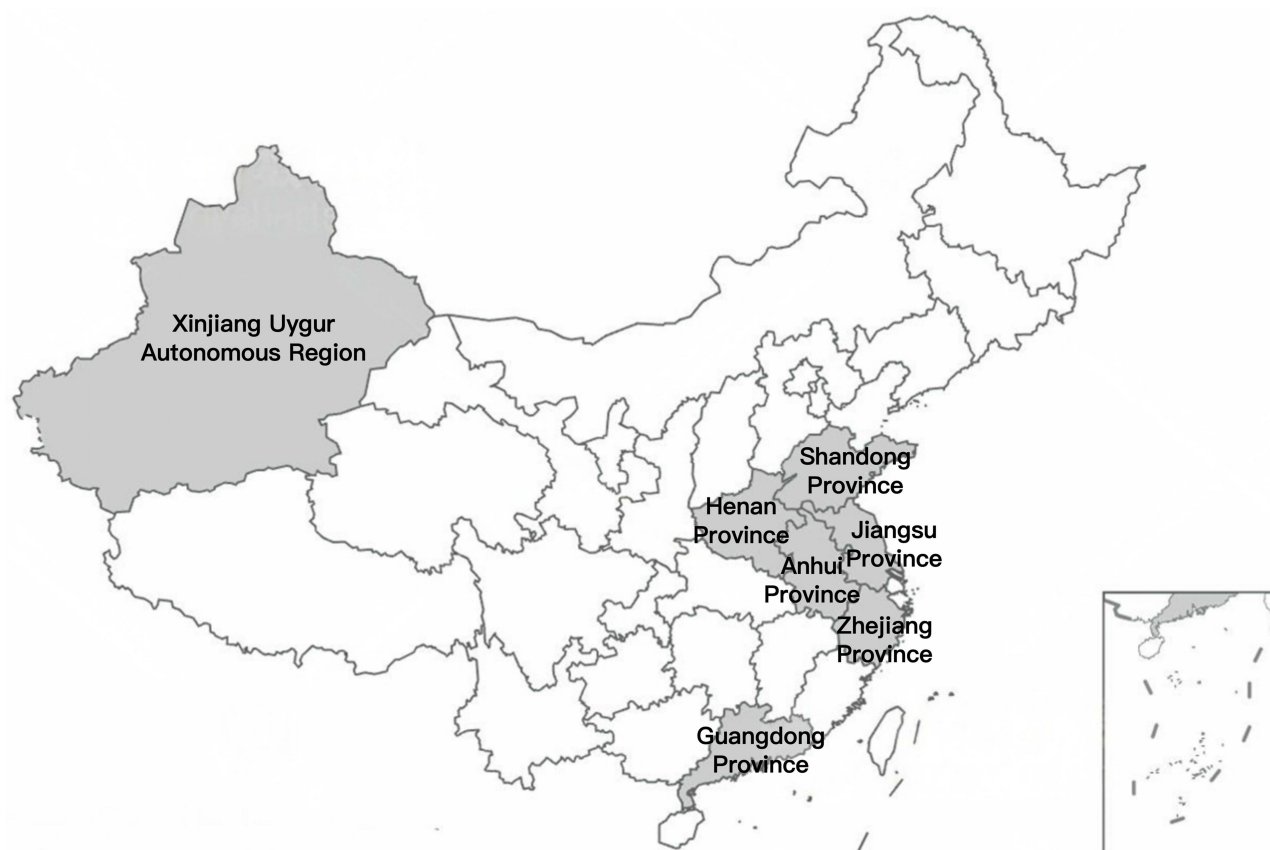 Xinjiang Uygur
Autonomous Region
Shandong
Province
Henan
Province
Jiangsu
Province
Anhui
Province
Zhejiang
Province
Guangdong
Province